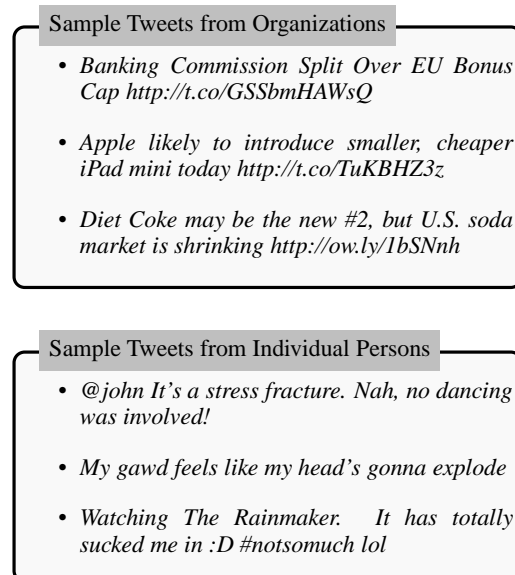 Sample Tweets from Organizations
• Banking Commission Split Over EU Bonus
Cap http://t.co/GSSbmHAWsQ
• Apple likely to introduce smaller, cheaper
iPad mini today http://t.co/TuKBHZ3z
• Diet Coke may be the new #2, but U.S. soda
market is shrinking http://ow.ly/1bSNnh
Sample Tweets from Individual Persons
• @john It's a stress fracture. Nah, no dancing
was involved!
• My gawd feels like my head's gonna explode
• Watching The Rainmaker. It has totally
sucked me in :D #notsomuch lol